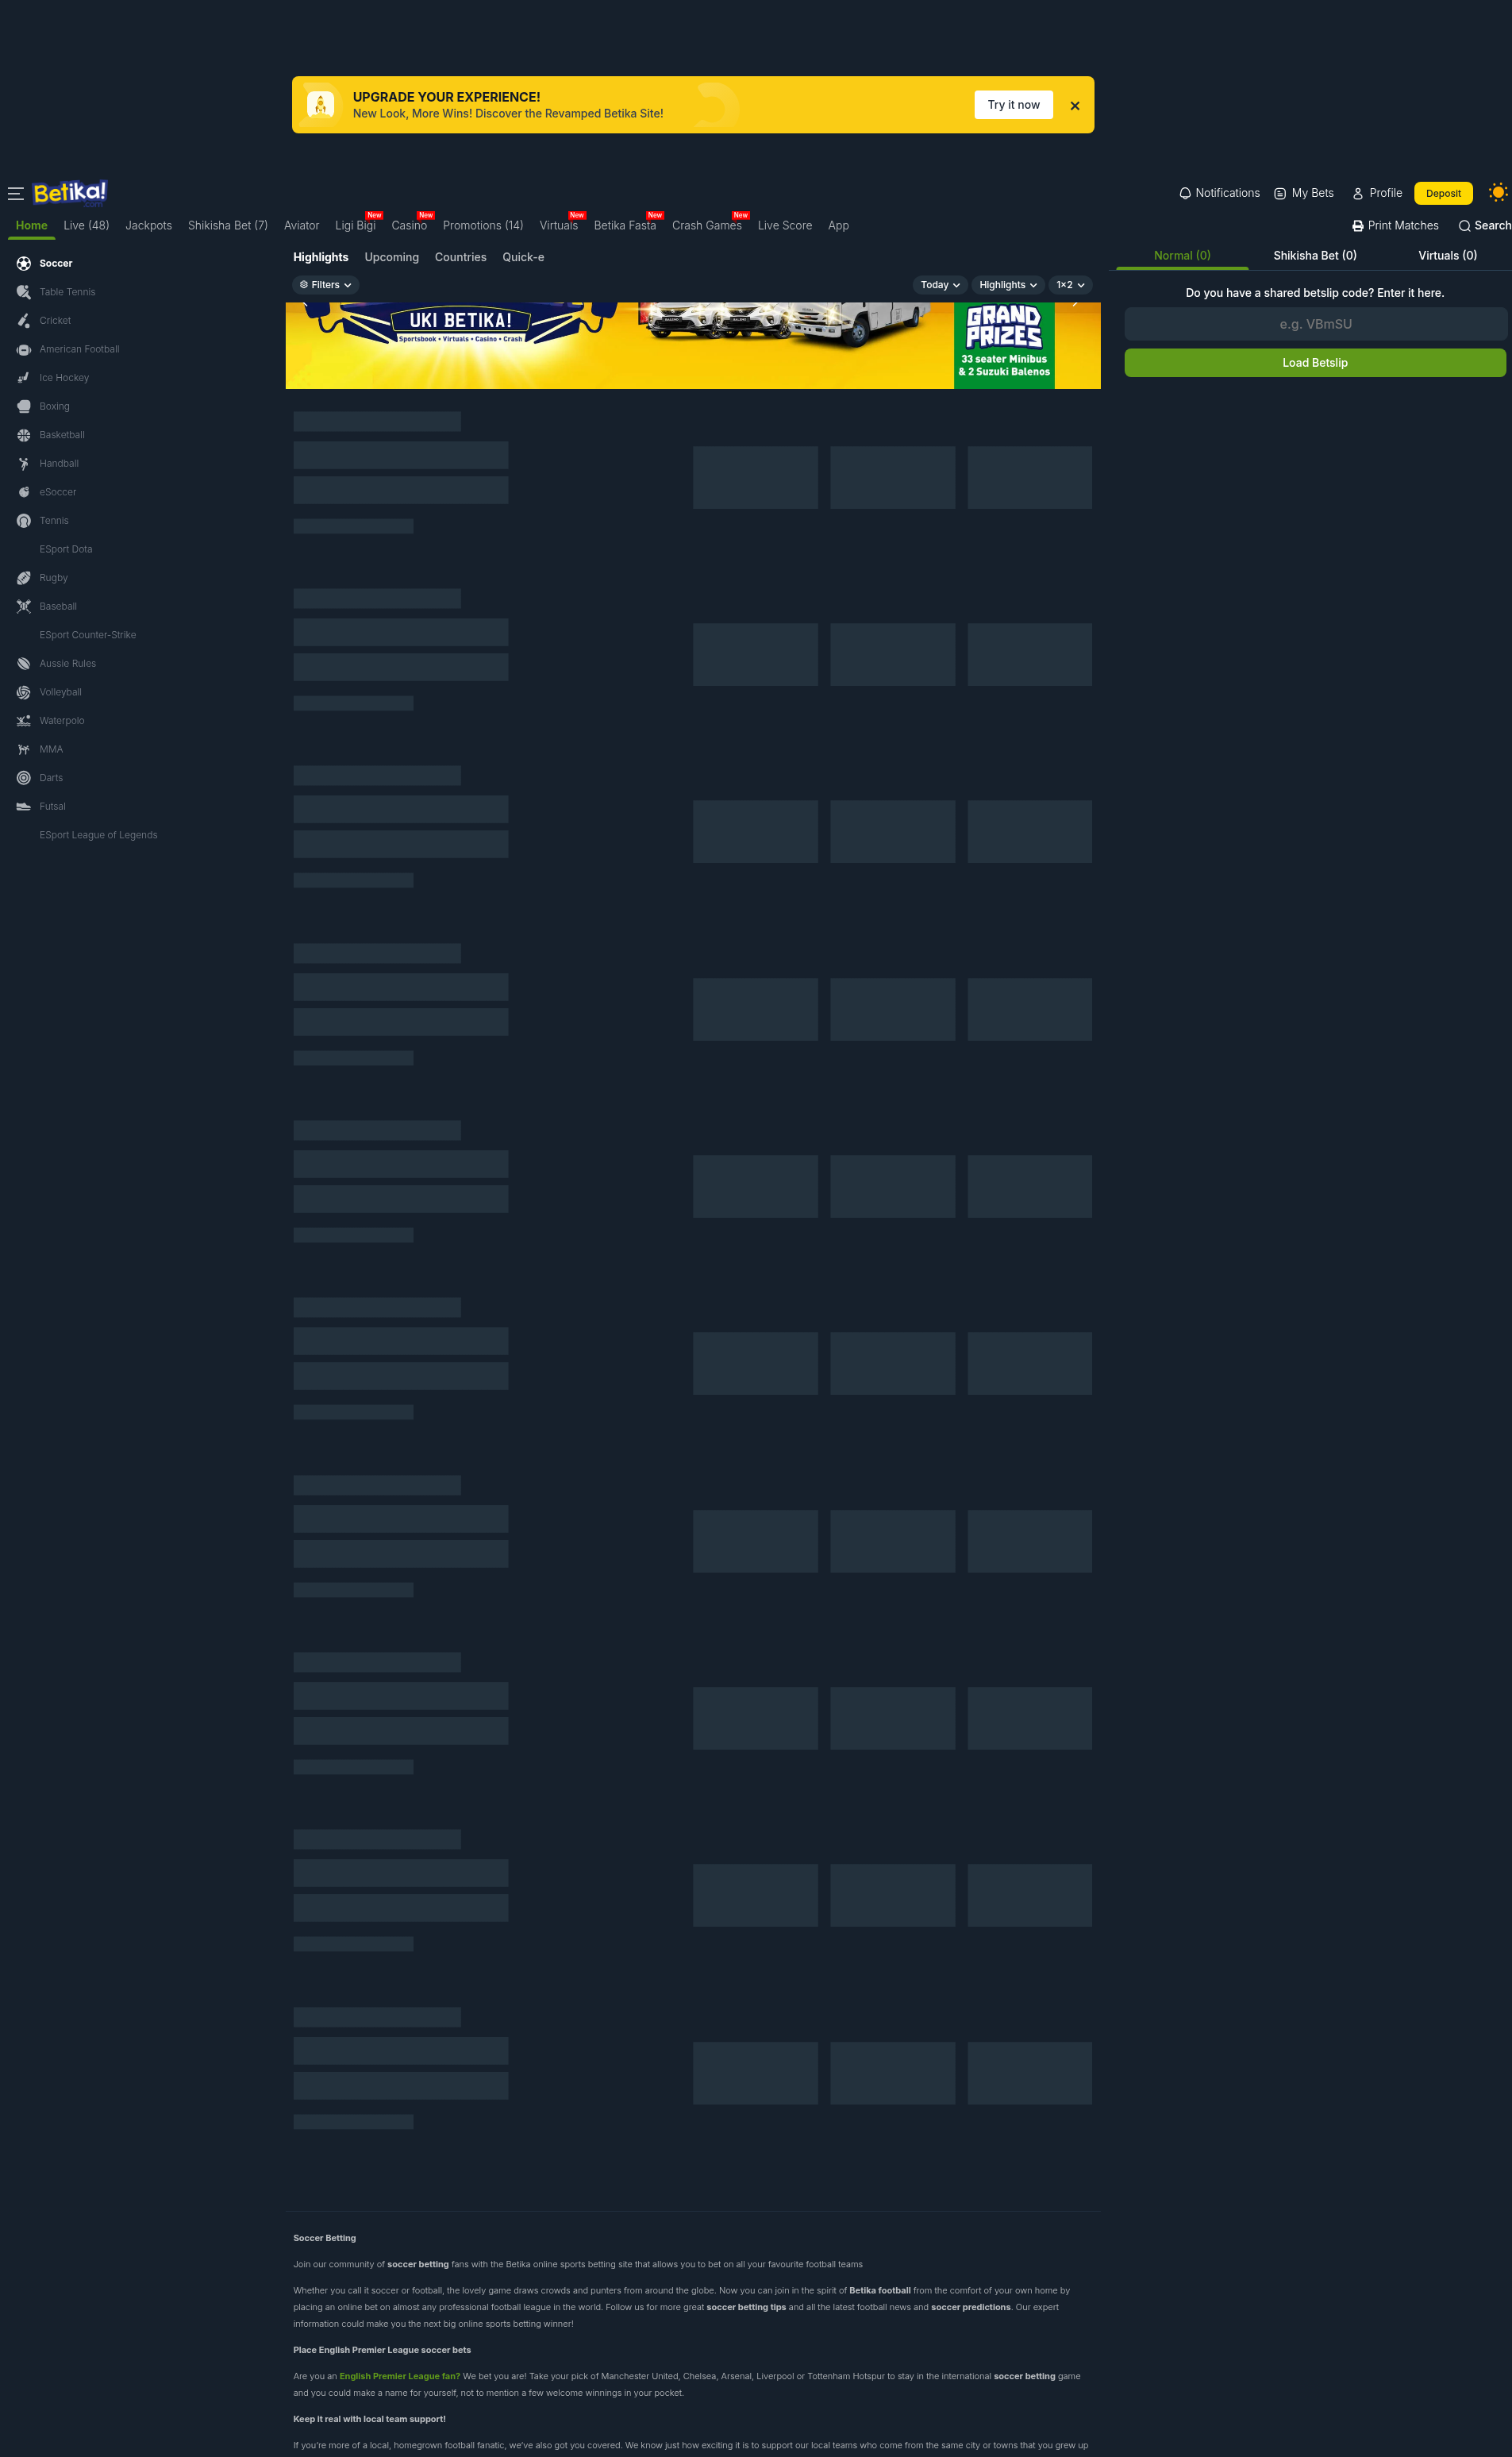 UPGRADE YOUR EXPERIENCE!
New Look, More Wins! Discover the Revamped Betika Site!
Try it now
Betika!
Notifications
My Bets
Profile
Deposit
Home
Live (48)
Jackpots
Shikisha Bet (7)
Aviator
Ligi Bigi
New
Casino
New
Promotions (14)
Virtuals
New
Betika Fasta
New
Crash Games
New
Live Score
App
Print Matches
Search
Soccer
Table Tennis
Cricket
American Football
Ice Hockey
Boxing
Basketball
Handball
eSoccer
Tennis
ESport Dota
Rugby
Baseball
ESport Counter-Strike
Aussie Rules
Volleyball
Waterpolo
MMA
Darts
Futsal
ESport League of Legends
Highlights
Upcoming
Countries
Quick-e
Filters
Today
Highlights
1x2
UKI BETIKA!
Sportsbook • Virtuals • Casino • Crash
GRAND
PRIZES
33 seater Minibus
& 2 Suzuki Balenos
Normal (0)
Shikisha Bet (0)
Virtuals (0)
Do you have a shared betslip code? Enter it here.
e.g. VBmSU
Load Betslip
Soccer Betting
Join our community of soccer betting fans with the Betika online sports betting site that allows you to bet on all your favourite football teams
Whether you call it soccer or football, the lovely game draws crowds and punters from around the globe. Now you can join in the spirit of Betika football from the comfort of your own home by
placing an online bet on almost any professional football league in the world. Follow us for more great soccer betting tips and all the latest football news and soccer predictions. Our expert
information could make you the next big online sports betting winner!
Place English Premier League soccer bets
Are you an English Premier League fan? We bet you are! Take your pick of Manchester United, Chelsea, Arsenal, Liverpool or Tottenham Hotspur to stay in the international soccer betting game
and you could make a name for yourself, not to mention a few welcome winnings in your pocket.
Keep it real with local team support!
If you're more of a local, homegrown football fanatic, we've also got you covered. We know just how exciting it is to support our local teams who come from the same city or towns that you grew up